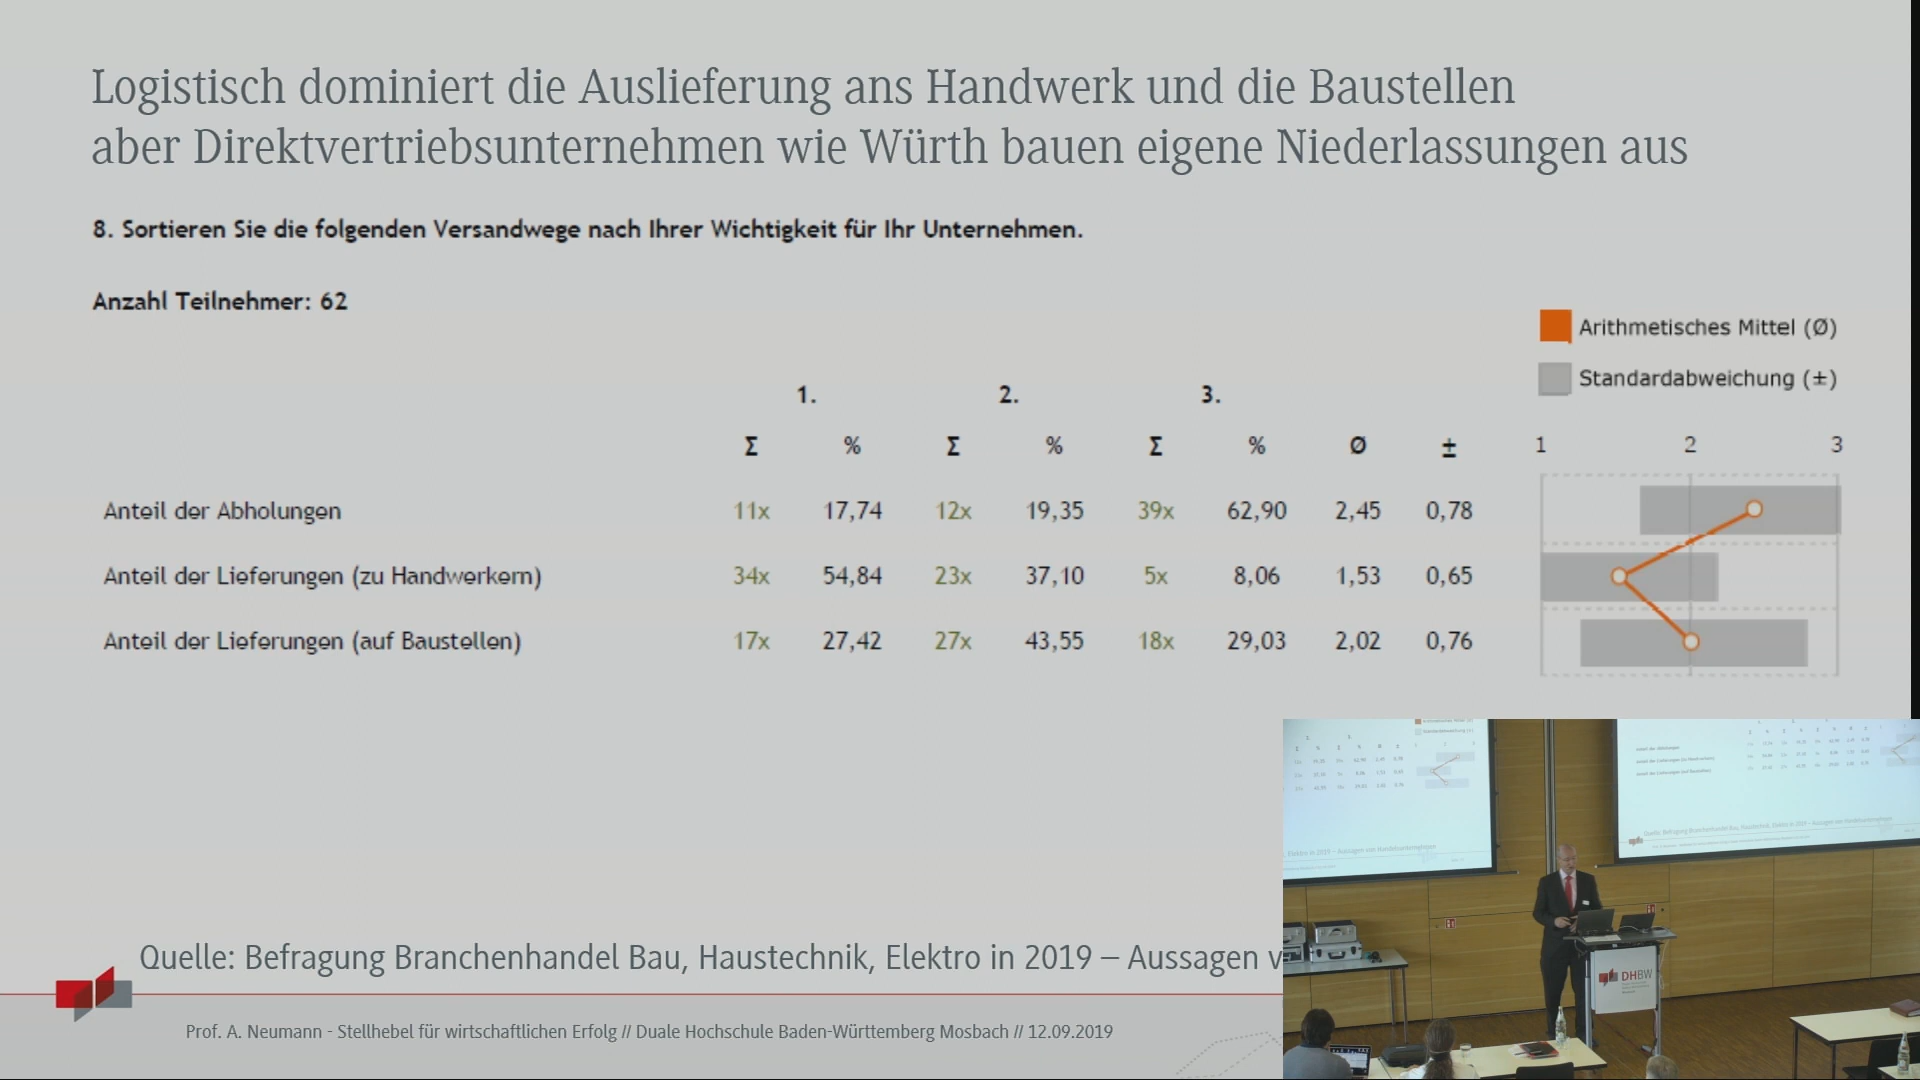 Logistisch dominiert die Auslieferung ans Handwerk und die Baustellen
aber Direktvertriebsunternehmen wie Würth bauen eigene Niederlassungen aus
8. Sortieren Sie die folgenden Versandwege nach Ihrer Wichtigkeit für Ihr Unternehmen.
Anzahl Teilnehmer: 62
Arithmetisches Mittel (Ø)
Standardabweichung (±)
1. 2. 3.
Σ % Σ % Σ % Ø ± 1 2 3
Anteil der Abholungen 11x 17,74 12x 19,35 39x 62,90 2,45 0,78
Anteil der Lieferungen (zu Handwerkern) 34x 54,84 23x 37,10 5x 8,06 1,53 0,65
Anteil der Lieferungen (auf Baustellen) 17x 27,42 27x 43,55 18x 29,03 2,02 0,76
Quelle: Befragung Branchenhandel Bau, Haustechnik, Elektro in 2019 – Aussagen
Prof. A. Neumann - Stellhebel für wirtschaftlichen Erfolg // Duale Hochschule Baden-Württemberg Mosbach // 12.09.2019
DHBW